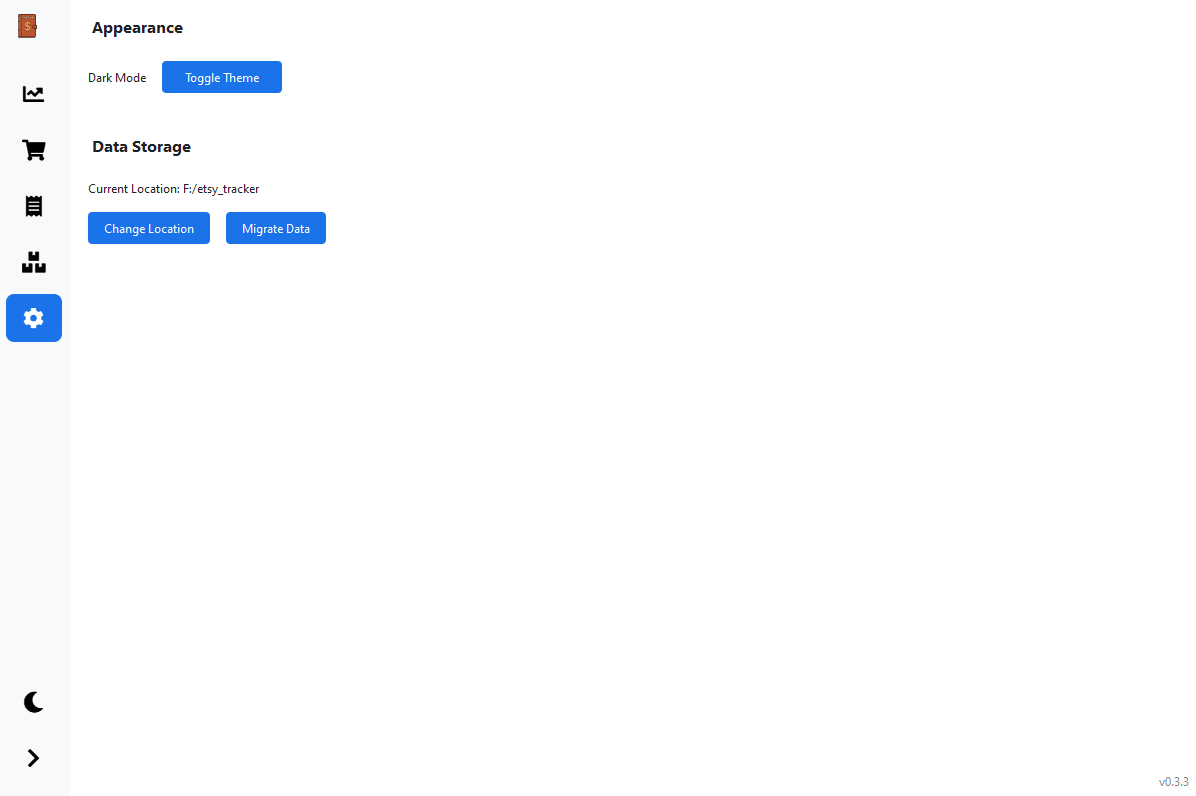 Appearance
Dark Mode
Toggle Theme
Data Storage
Current Location: F:/etsy_tracker
Change Location
Migrate Data
v0.3.3